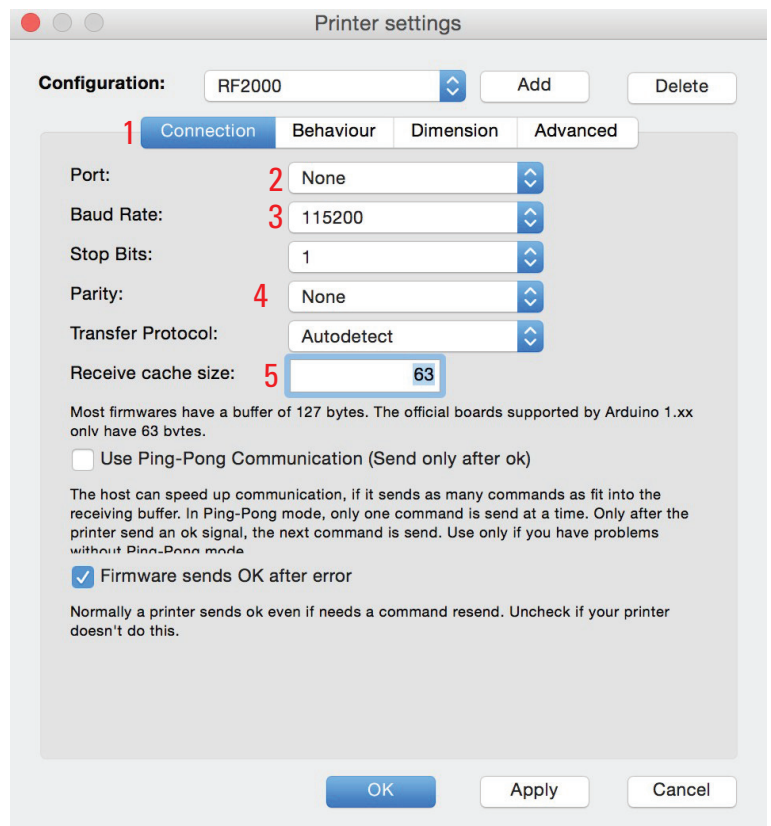 Printer settings
Configuration: RF2000 Add Delete
1 Connection Behaviour Dimension Advanced
Port: 2 None
Baud Rate: 3 115200
Stop Bits: 1
Parity: 4 None
Transfer Protocol: Autodetect
Receive cache size: 5 63
Most firmwares have a buffer of 127 bytes. The official boards supported by Arduino 1.xx
only have 63 bytes.
Use Ping-Pong Communication (Send only after ok)
The host can speed up communication, if it sends as many commands as fit into the
receiving buffer. In Ping-Pong mode, only one command is send at a time. Only after the
printer send an ok signal, the next command is send. Use only if you have problems
without Ping-Pong mode
Firmware sends OK after error
Normally a printer sends ok even if needs a command resend. Uncheck if your printer
doesn't do this.
OK Apply Cancel